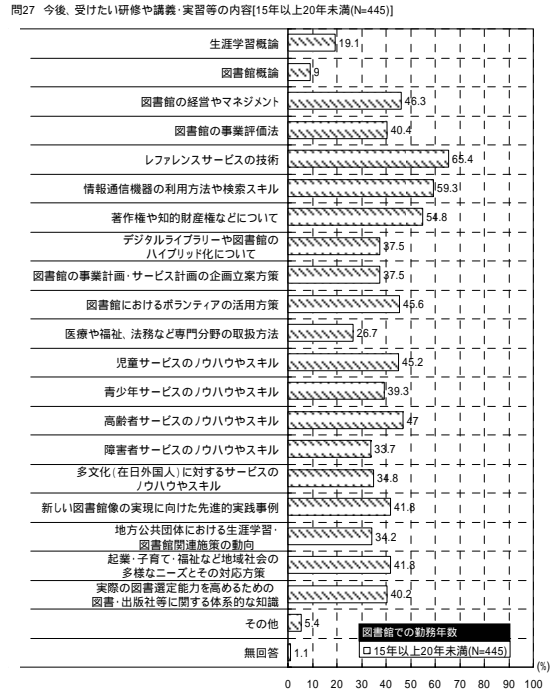 問27 今後、受けたい研修や講義･実習等の内容[15年以上20年未満(N=445)]
生涯学習概論
19.1
図書館概論
9
図書館の経営やマネジメント
46.3
図書館の事業評価法
40.4
レファレンスサービスの技術
65.4
情報通信機器の利用方法や検索スキル
59.3
著作権や知的財産権などについて
54.8
デジタルライブラリーや図書館の
ハイブリッド化について
37.5
図書館の事業計画･サービス計画の企画立案方策
37.5
図書館におけるボランティアの活用方策
45.6
医療や福祉、法務など専門分野の取扱方法
26.7
児童サービスのノウハウやスキル
45.2
青少年サービスのノウハウやスキル
39.3
高齢者サービスのノウハウやスキル
47
障害者サービスのノウハウやスキル
33.7
多文化(在日外国人)に対するサービスの
ノウハウやスキル
34.8
新しい図書館像の実現に向けた先進的実践事例
41.8
地方公共団体における生涯学習･
図書館関連施策の動向
34.2
起業･子育て･福祉など地域社会の
多様なニーズとその対応方策
41.8
実際の図書選定能力を高めるための
図書･出版社等に関する体系的な知識
40.2
その他
5.4
無回答
1.1
図書館での勤務年数
15年以上20年未満(N=445)
(%)
0 10 20 30 40 50 60 70 80 90 100